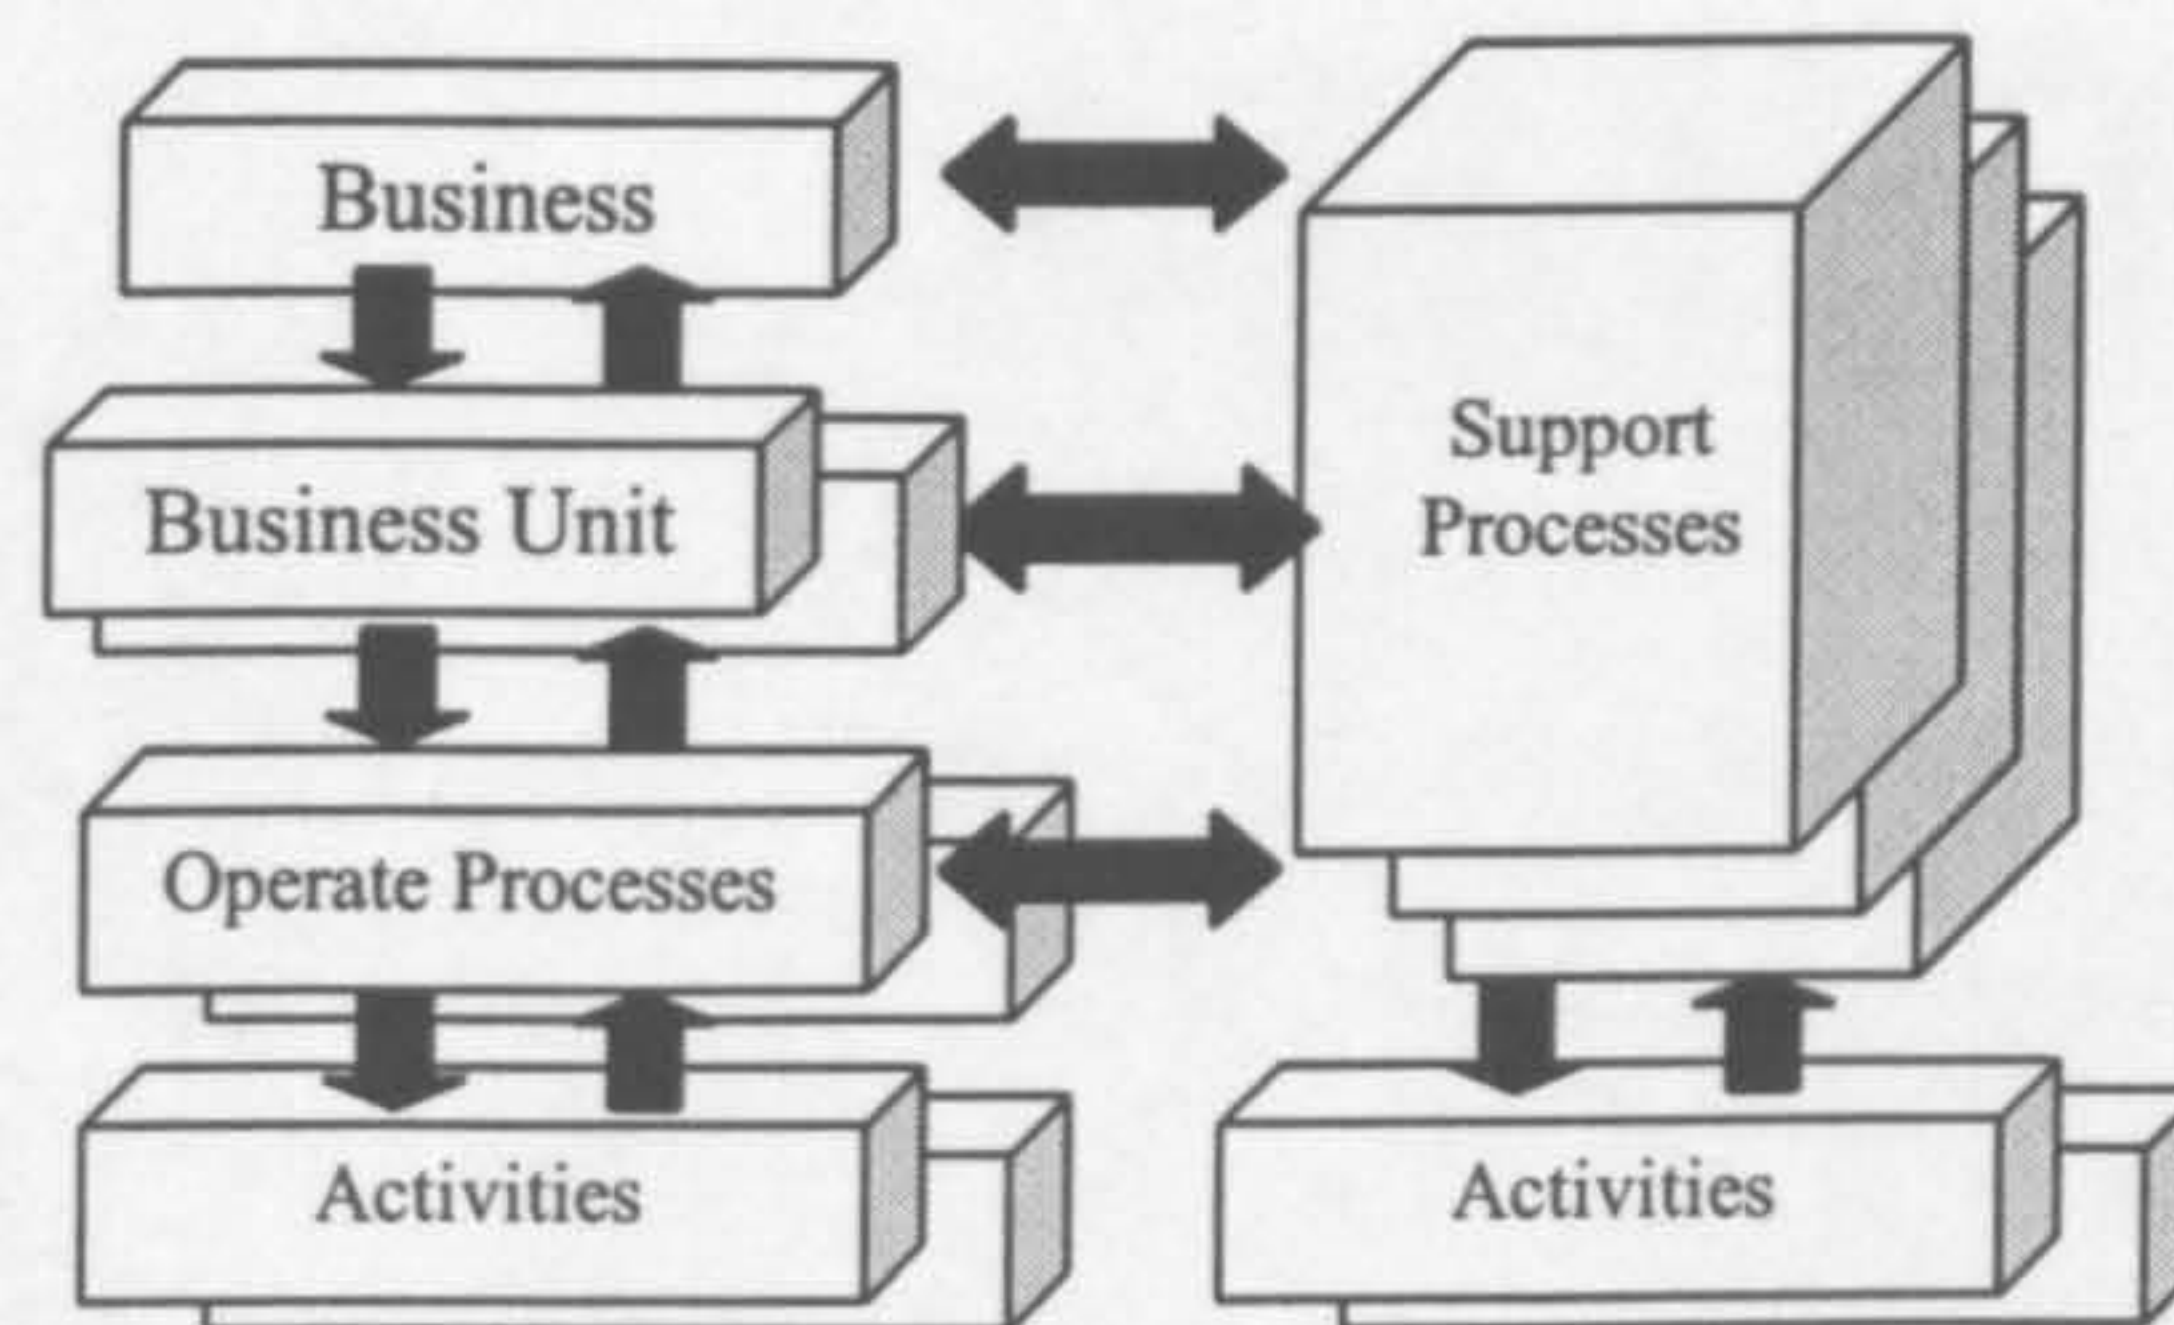 Business
Business Unit
Operate Processes
Activities
Support
Processes
Activities